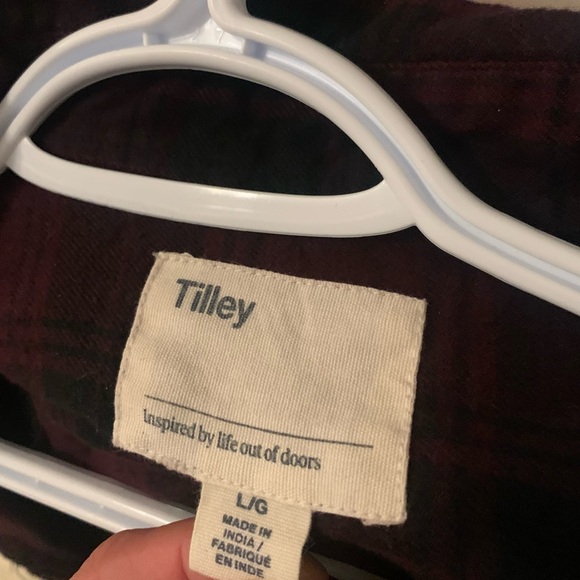 Tilley
Inspired by life out of doors
L/G
MADE IN
INDIA /
FABRIQUÉ
EN INDE